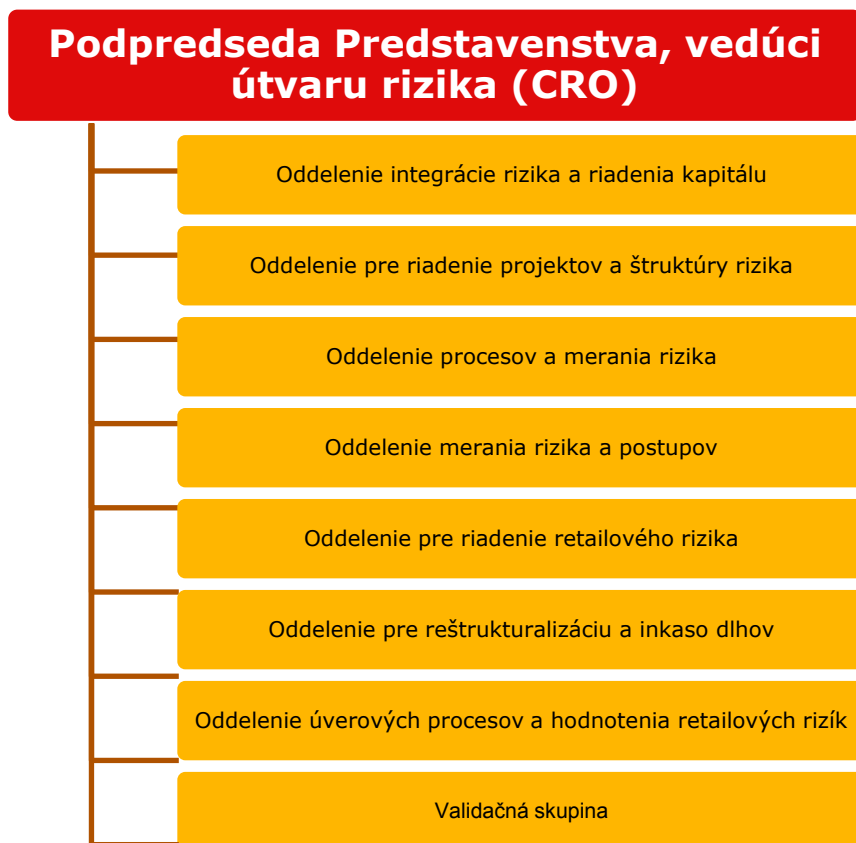 Podpredseda Predstavenstva, vedúci
útvaru rizika (CRO)
Oddelenie integrácie rizika a riadenia kapitálu
Oddelenie pre riadenie projektov a štruktúry rizika
Oddelenie procesov a merania rizika
Oddelenie merania rizika a postupov
Oddelenie pre riadenie retailového rizika
Oddelenie pre reštrukturalizáciu a inkaso dlhov
Oddelenie úverových procesov a hodnotenia retailových rizík
Validačná skupina